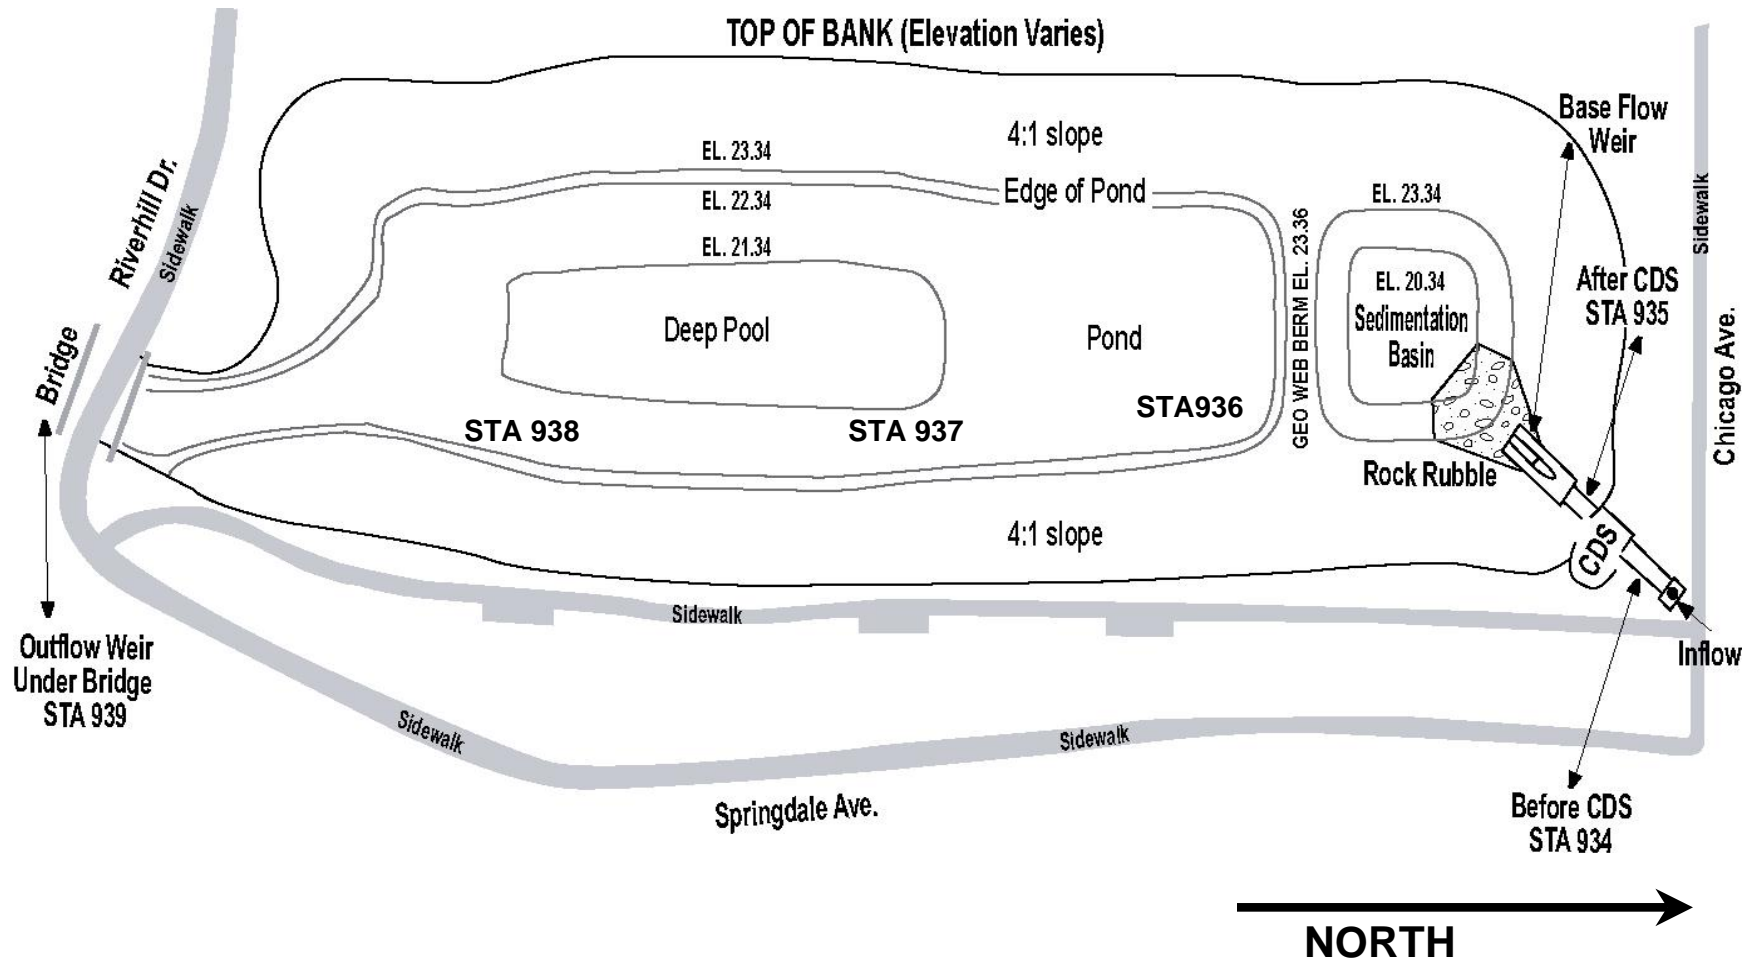 TOP OF BANK (Elevation Varies)
Base Flow
Weir
4:1 slope
EL. 23.34
Edge of Pond
EL. 22.34
EL. 23.34
Riverhill Dr.
Sidewalk
Sidewalk
EL. 21.34
GEO WEB BERM EL. 23.36
EL. 20.34
Sedimentation
Basin
After CDS
STA 935
Deep Pool
Pond
Bridge
Chicago Ave.
STA 938
STA 937
STA936
Rock Rubble
4:1 slope
CDS
Sidewalk
Inflow
Outflow Weir
Under Bridge
STA 939
Sidewalk
Sidewalk
Springdale Ave.
Before CDS
STA 934
NORTH